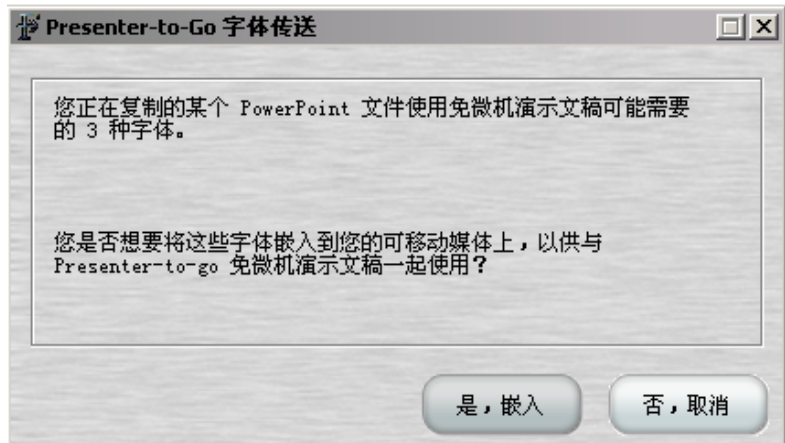 Presenter-to-Go 字体传送
您正在复制的某个 PowerPoint 文件使用免微机演示文稿可能需要
的 3 种字体。
您是否想要将这些字体嵌入到您的可移动媒体上，以供与
Presenter-to-go 免微机演示文稿一起使用？
是，嵌入
否，取消